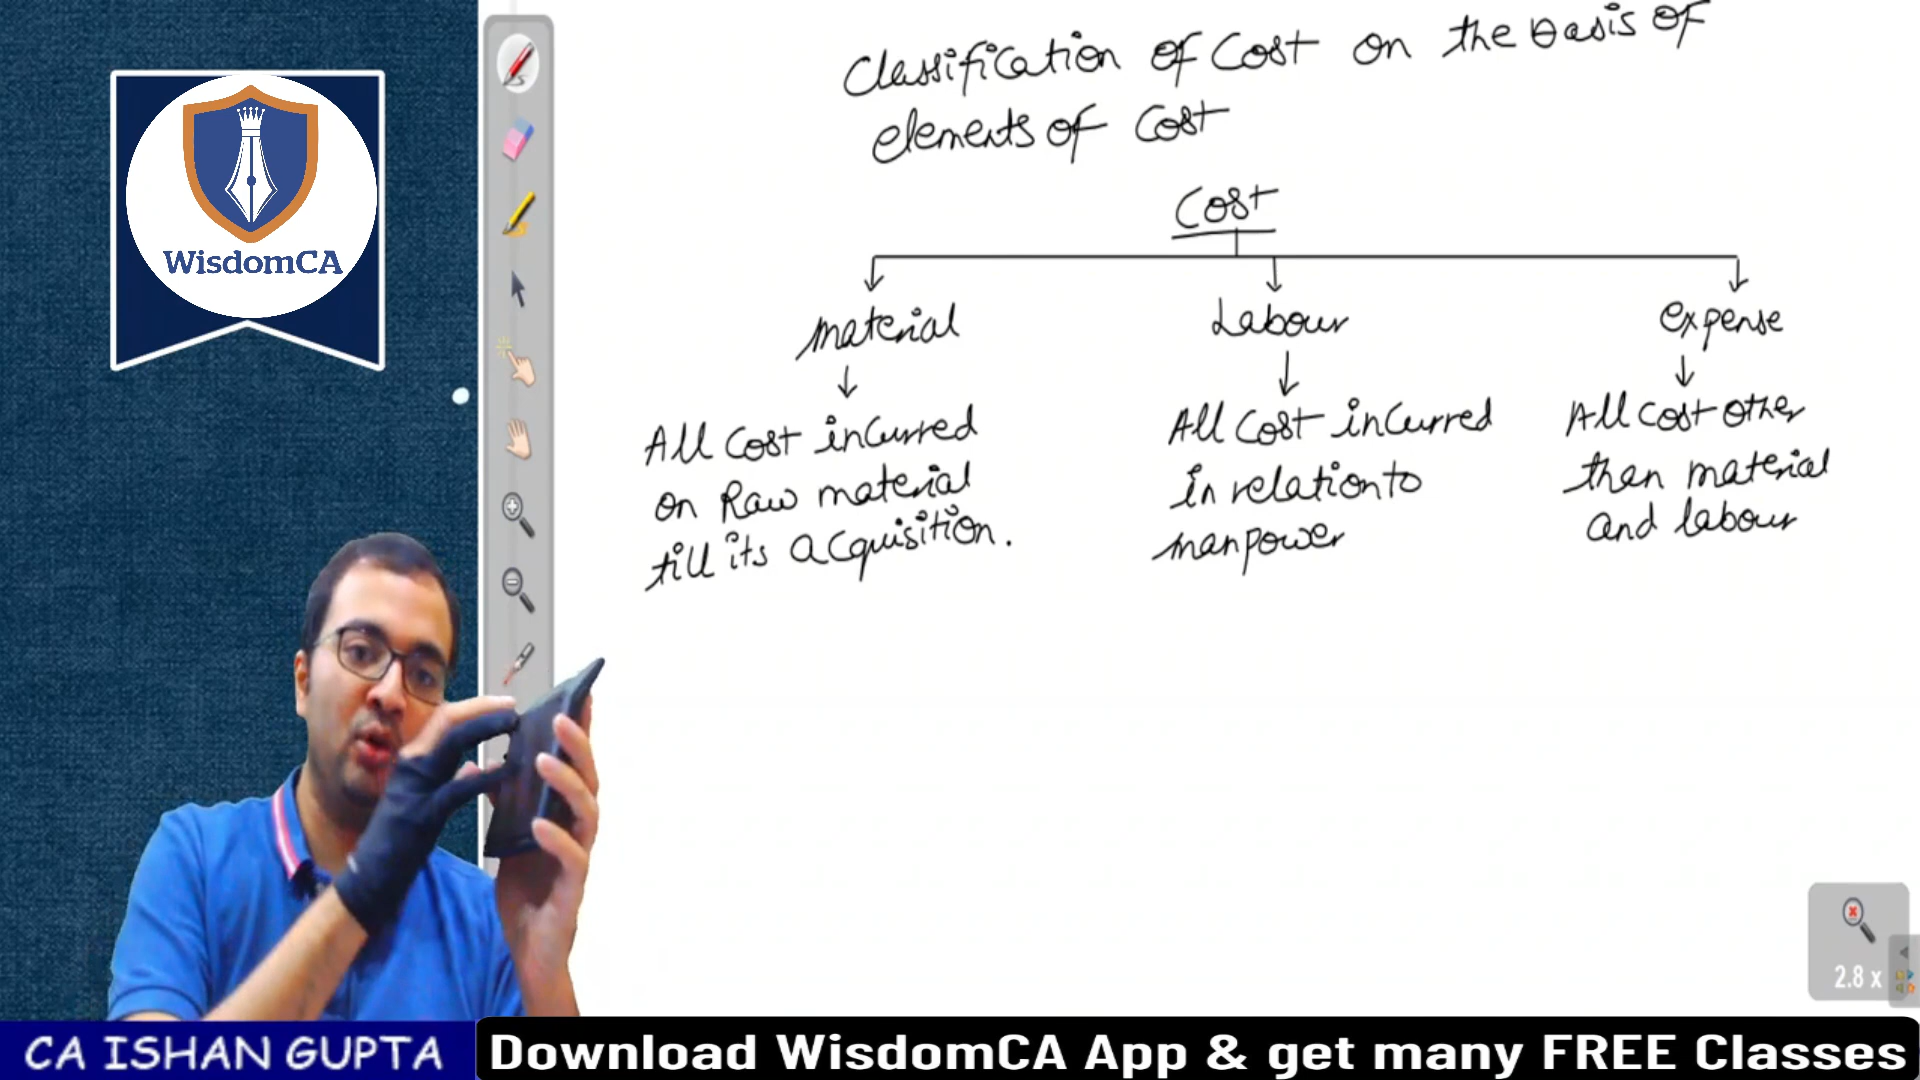 WisdomCA
Classification of Cost on the basis of
elements of Cost
Cost
material
Labour
expense
All cost incurred
on Raw material
till its acquisition.
All cost incurred
in relation to
manpower
All cost other
then material
and labour
2.8 x
CA ISHAN GUPTA
Download WisdomCA App & get many FREE Classes